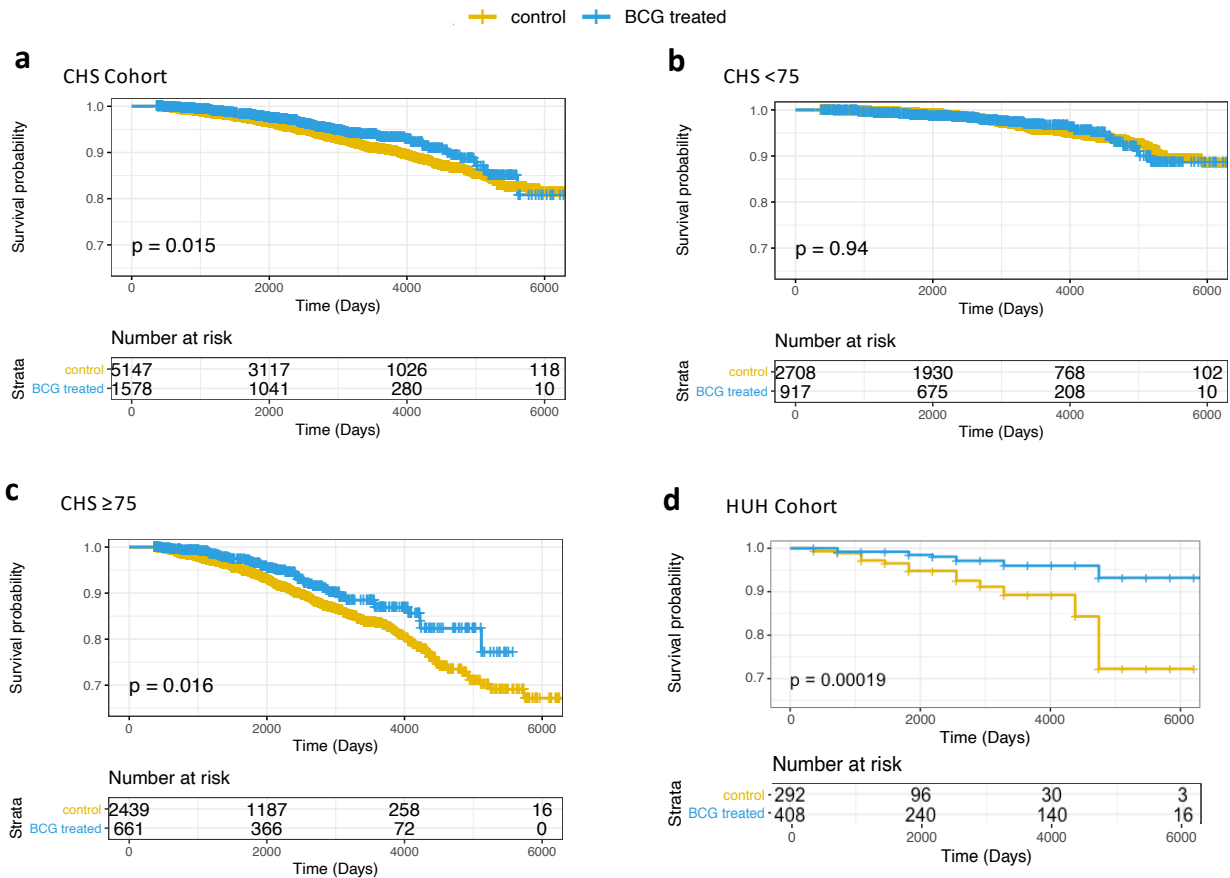 control BCG treated
a
CHS Cohort
Survival probability
1.0
0.9
0.8
0.7
p = 0.015
0 2000 4000 6000
Time (Days)
Number at risk
Strata
control 5147 3117 1026 118
BCG treated 1578 1041 280 10
0 2000 4000 6000
Time (Days)
b
CHS <75
Survival probability
1.0
0.9
0.8
0.7
p = 0.94
0 2000 4000 6000
Time (Days)
Number at risk
Strata
control 2708 1930 768 102
BCG treated 917 675 208 10
0 2000 4000 6000
Time (Days)
c
CHS ≥75
Survival probability
1.0
0.9
0.8
0.7
p = 0.016
0 2000 4000 6000
Time (Days)
Number at risk
Strata
control 2439 1187 258 16
BCG treated 661 366 72 0
0 2000 4000 6000
Time (Days)
d
HUH Cohort
Survival probability
1.0
0.9
0.8
0.7
p = 0.00019
0 2000 4000 6000
Time (Days)
Number at risk
Strata
control 292 96 30 3
BCG treated 408 240 140 16
0 2000 4000 6000
Time (Days)